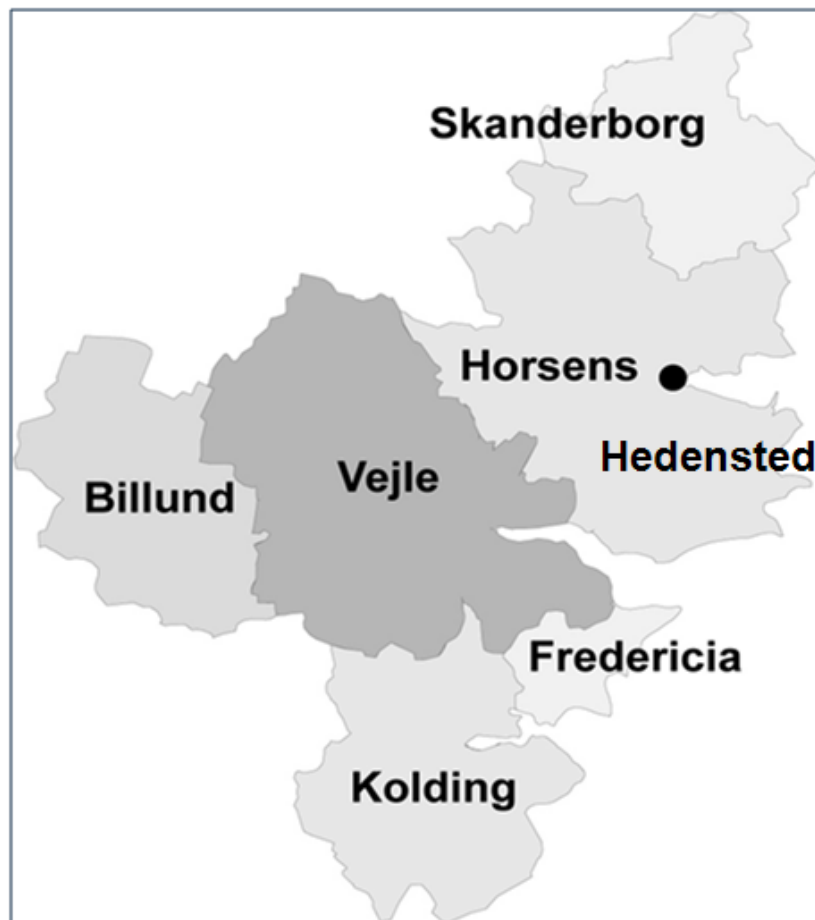 Skanderborg
Horsens
Hedensted
Vejle
Billund
Fredericia
Kolding